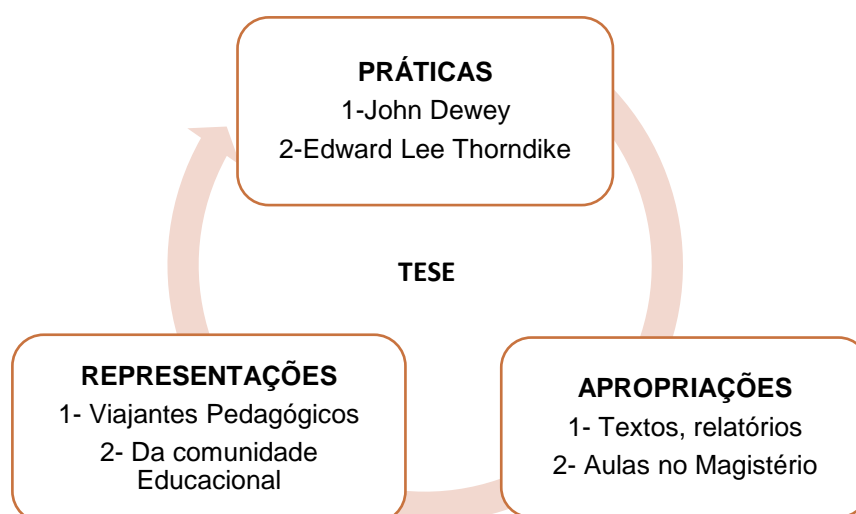 PRÁTICAS
1-John Dewey
2-Edward Lee Thorndike
TESE
REPRESENTAÇÕES
1- Viajantes Pedagógicos
2- Da comunidade
Educacional
APROPRIAÇÕES
1- Textos, relatórios
2- Aulas no Magistério